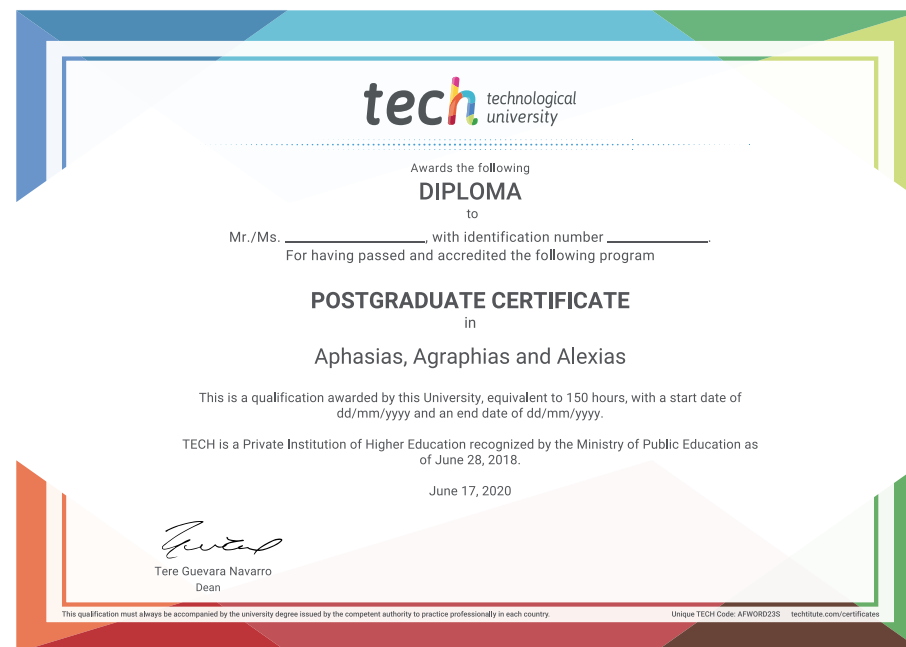 tech technological
university
Awards the following
DIPLOMA
to
Mr./Ms. ____________________, with identification number ______________.
For having passed and accredited the following program
POSTGRADUATE CERTIFICATE
in
Aphasias, Agraphias and Alexias
This is a qualification awarded by this University, equivalent to 150 hours, with a start date of
dd/mm/yyyy and an end date of dd/mm/yyyy.
TECH is a Private Institution of Higher Education recognized by the Ministry of Public Education as
of June 28, 2018.
June 17, 2020
Tere Guevara Navarro
Dean
This qualification must always be accompanied by the university degree issued by the competent authority to practice professionally in each country. Unique TECH Code: AFWORD23S techtitute.com/certificates